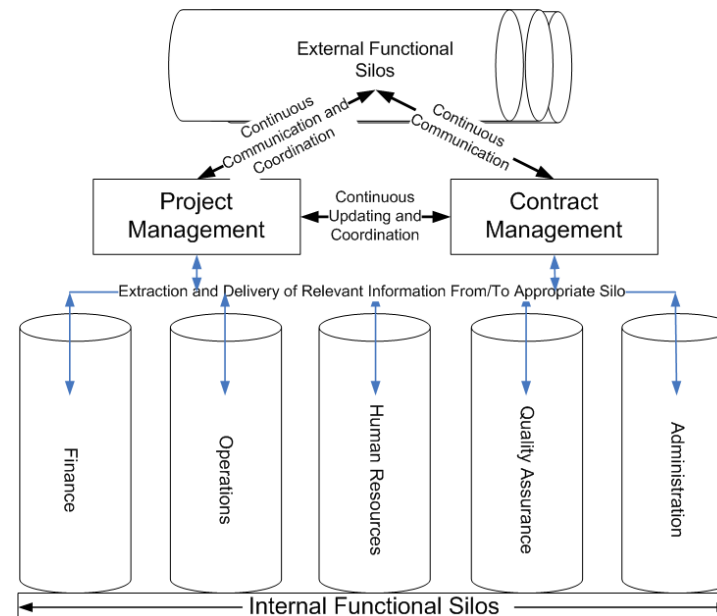 External Functional
Silos
Continuous
Communication and
Coordination
Continuous
Communication
Project
Management
Continuous
Updating and
Coordination
Contract
Management
Extraction and Delivery of Relevant Information From/To Appropriate Silo
Finance
Operations
Human Resources
Quality Assurance
Administration
Internal Functional Silos